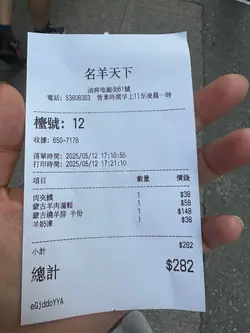 名羊天下
油麻地廟街61號
電話: 53808383 營業時間早上11至凌晨一時
檯號: 12
收據: 650-7178
落單時間: 2025/05/12 17:10:55
打印時間: 2025/05/12 17:21:10
項目 數量 價錢
肉夾饃 1 $38
蒙古羊肉湯麵 1 $58
蒙古燒羊排 半份 1 $148
羊奶凍 1 $38
小計 $282
總計 $282
eGjddoYYA